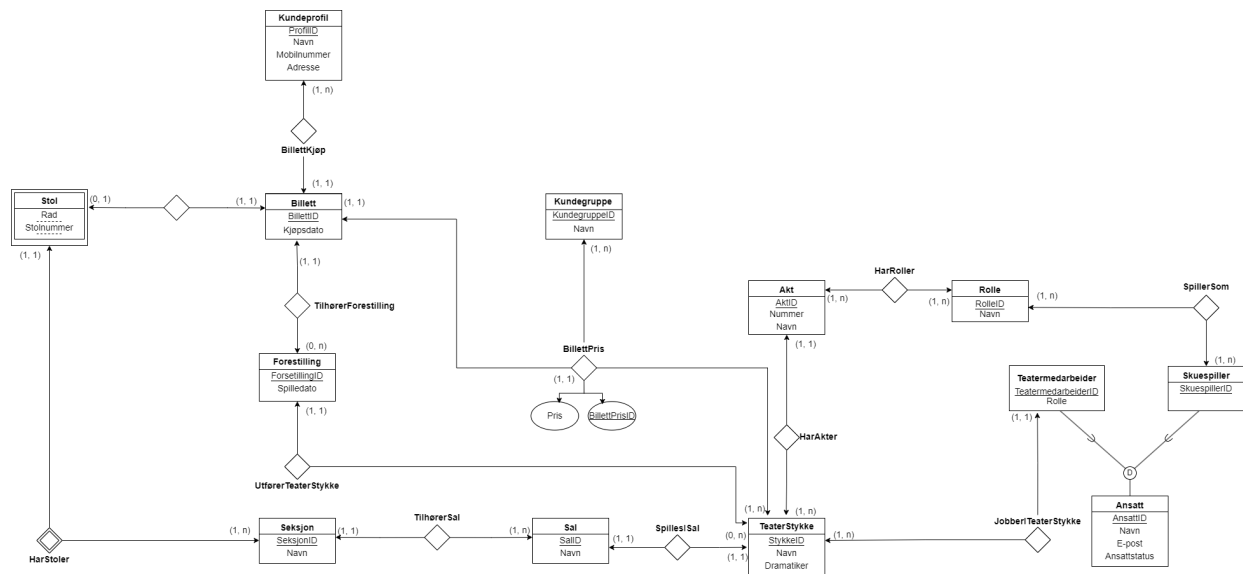 Kundeprofil
ProfilID
Navn
Mobilnummer
Adresse
(1, n)
BillettKjøp
(1, 1)
Stol
Rad
Stolnummer
(0, 1)
(1, 1)
(1, 1)
Billett
BillettID
Kjøpsdato
(1, 1)
(1, 1)
Kundegruppe
KundegruppeID
Navn
(1, n)
TilhørerForestilling
(0, n)
Forestilling
ForsetillingID
Spilledato
(1, 1)
BillettPris
(1, 1)
Pris
BillettPrisID
Akt
AktID
Nummer
Navn
(1, n)
(1, 1)
HarRoller
(1, n)
Rolle
RolleID
Navn
(1, n)
SpillerSom
(1, n)
Teatermedarbeider
TeatermedarbeiderID
Rolle
(1, 1)
Skuespiller
SkuespillerID
HarAkter
D
UtførerTeaterStykke
Ansatt
AnsattID
Navn
E-post
Ansattstatus
JobberITeaterStykke
HarStoler
(1, n)
Seksjon
SeksjonID
Navn
(1, 1)
TilhørerSal
(1, n)
Sal
SalID
Navn
(1, 1)
SpillesISal
(1, n)
(0, n)
(1, 1)
(1, n)
TeaterStykke
StykkeID
Navn
Dramatiker
(1, n)